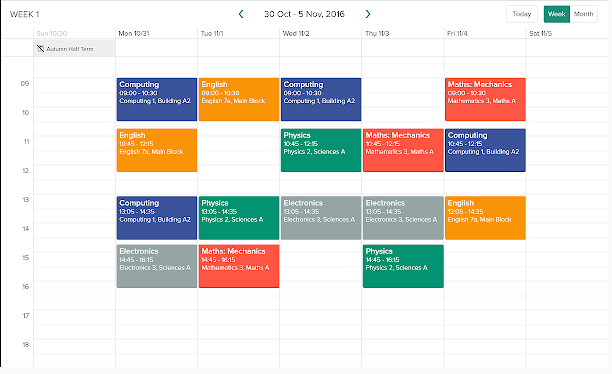 WEEK 1
30 Oct - 5 Nov, 2016
Today
Week
Month
Sun 10/30
Mon 10/31
Tue 11/1
Wed 11/2
Thu 11/3
Fri 11/4
Sat 11/5
Autumn Half Term
09
10
11
12
13
14
15
16
17
18
Computing
09:00 - 10:30
Computing 1, Building A2
English
10:45 - 12:15
English 7a, Main Block
Computing
13:05 - 14:35
Computing 1, Building A2
Electronics
14:45 - 16:15
Electronics 3, Sciences A
English
09:00 - 10:30
English 7a, Main Block
Physics
13:05 - 14:35
Physics 2, Sciences A
Maths: Mechanics
14:45 - 16:15
Mathematics 3, Maths A
Computing
09:00 - 10:30
Computing 1, Building A2
Physics
10:45 - 12:15
Physics 2, Sciences A
Electronics
13:05 - 14:35
Electronics 3, Sciences A
Maths: Mechanics
10:45 - 12:15
Mathematics 3, Maths A
Electronics
13:05 - 14:35
Electronics 3, Sciences A
Physics
14:45 - 16:15
Physics 2, Sciences A
Maths: Mechanics
09:00 - 10:30
Mathematics 3, Maths A
Computing
10:45 - 12:15
Computing 1, Building A2
English
13:05 - 14:35
English 7a, Main Block